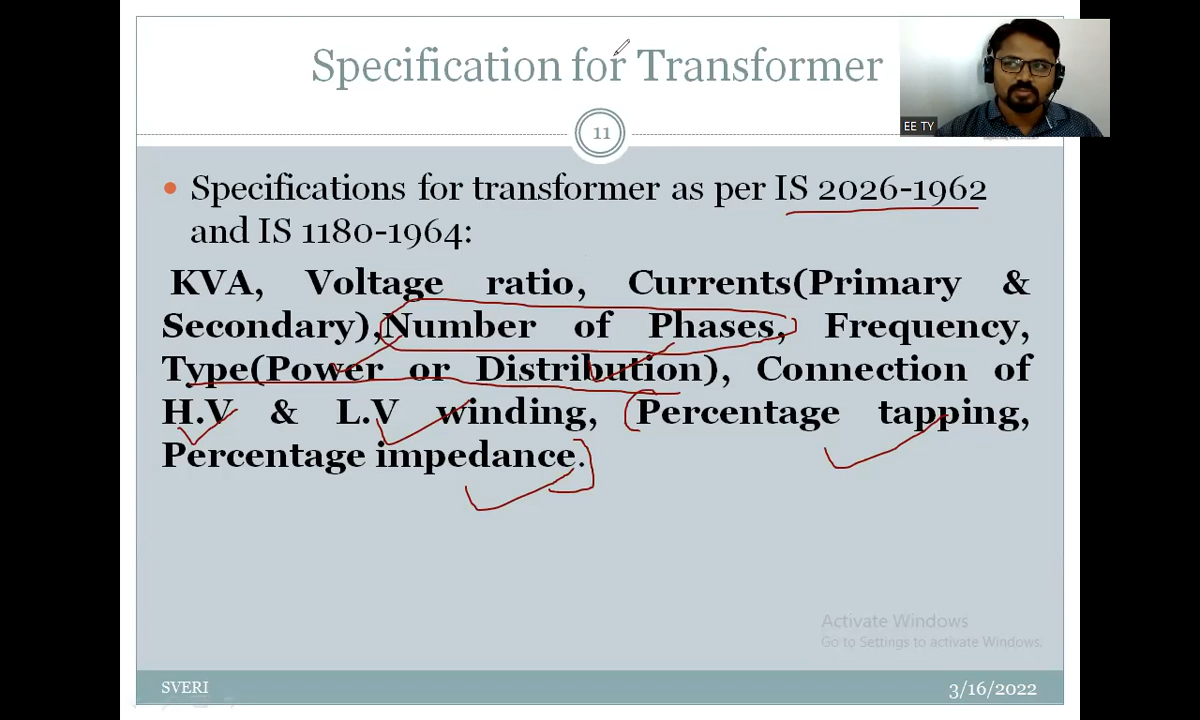 Specification for Transformer
EE TY
11
Specifications for transformer as per IS 2026-1962
and IS 1180-1964:
KVA, Voltage ratio, Currents(Primary &
Secondary),Number of Phases, Frequency,
Type(Power or Distribution), Connection of
H.V & L.V winding, Percentage tapping,
Percentage impedance.
Activate Windows
Go to Settings to activate Windows.
SVERI
3/16/2022